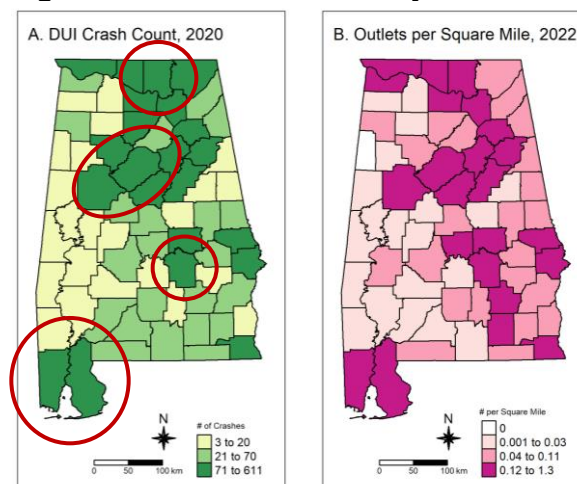 A. DUI Crash Count, 2020
N
# of Crashes
3 to 20
21 to 70
71 to 611
0 50 100 km
B. Outlets per Square Mile, 2022
N
# per Square Mile
0
0.001 to 0.03
0.04 to 0.11
0.12 to 1.3
0 50 100 km